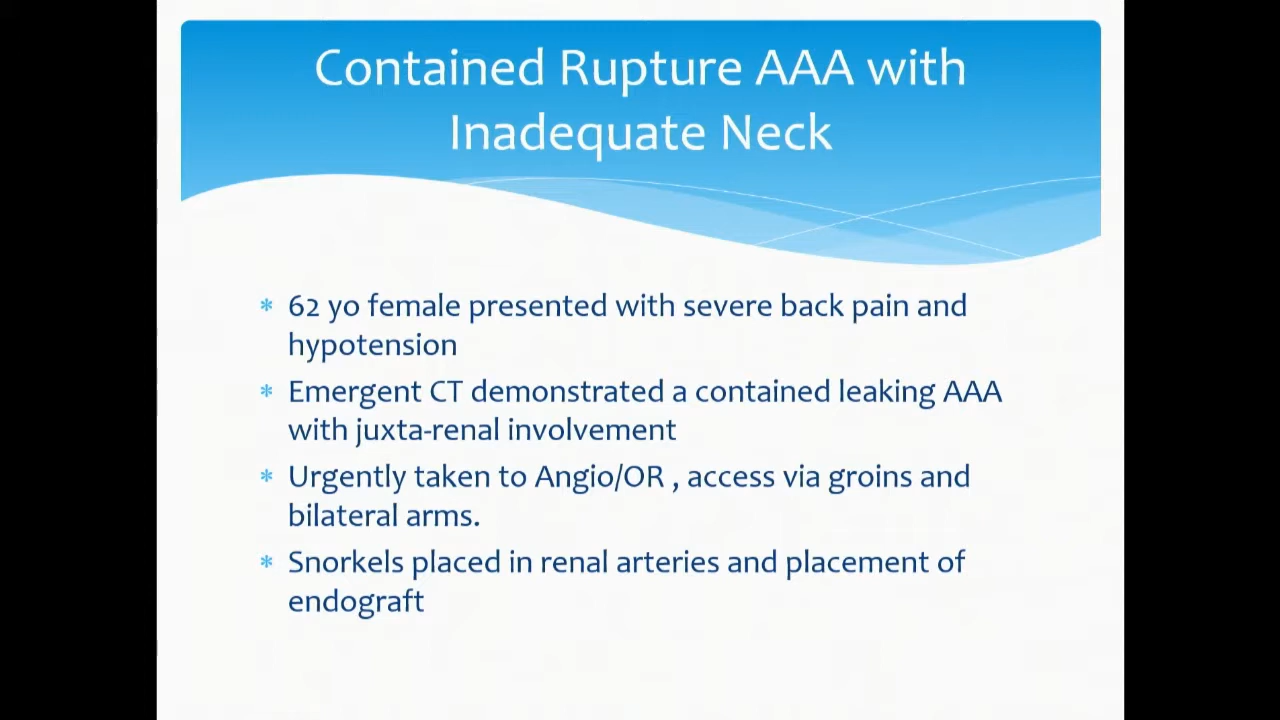 Contained Rupture AAA with
Inadequate Neck
* 62 yo female presented with severe back pain and
hypotension
* Emergent CT demonstrated a contained leaking AAA
with juxta-renal involvement
* Urgently taken to Angio/OR , access via groins and
bilateral arms.
* Snorkels placed in renal arteries and placement of
endograft